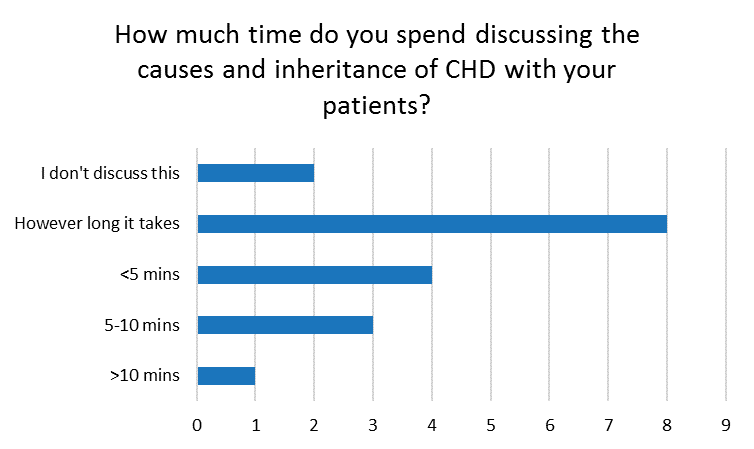 How much time do you spend discussing the
causes and inheritance of CHD with your
patients?
I don't discuss this
However long it takes
<5 mins
5-10 mins
>10 mins
0 1 2 3 4 5 6 7 8 9